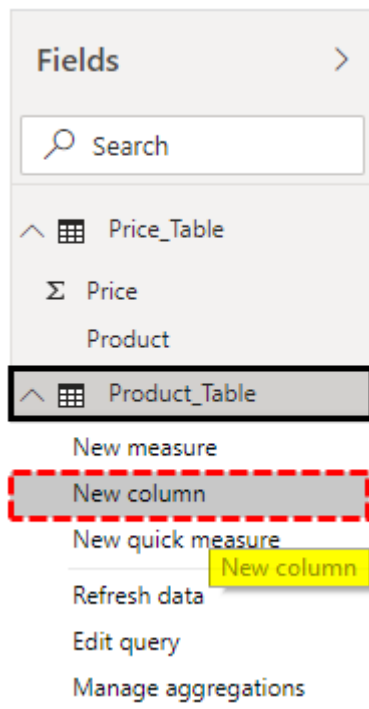 Fields
Search
Price_Table
Σ Price
Product
Product_Table
New measure
New column
New quick measure
New column
Refresh data
Edit query
Manage aggregations